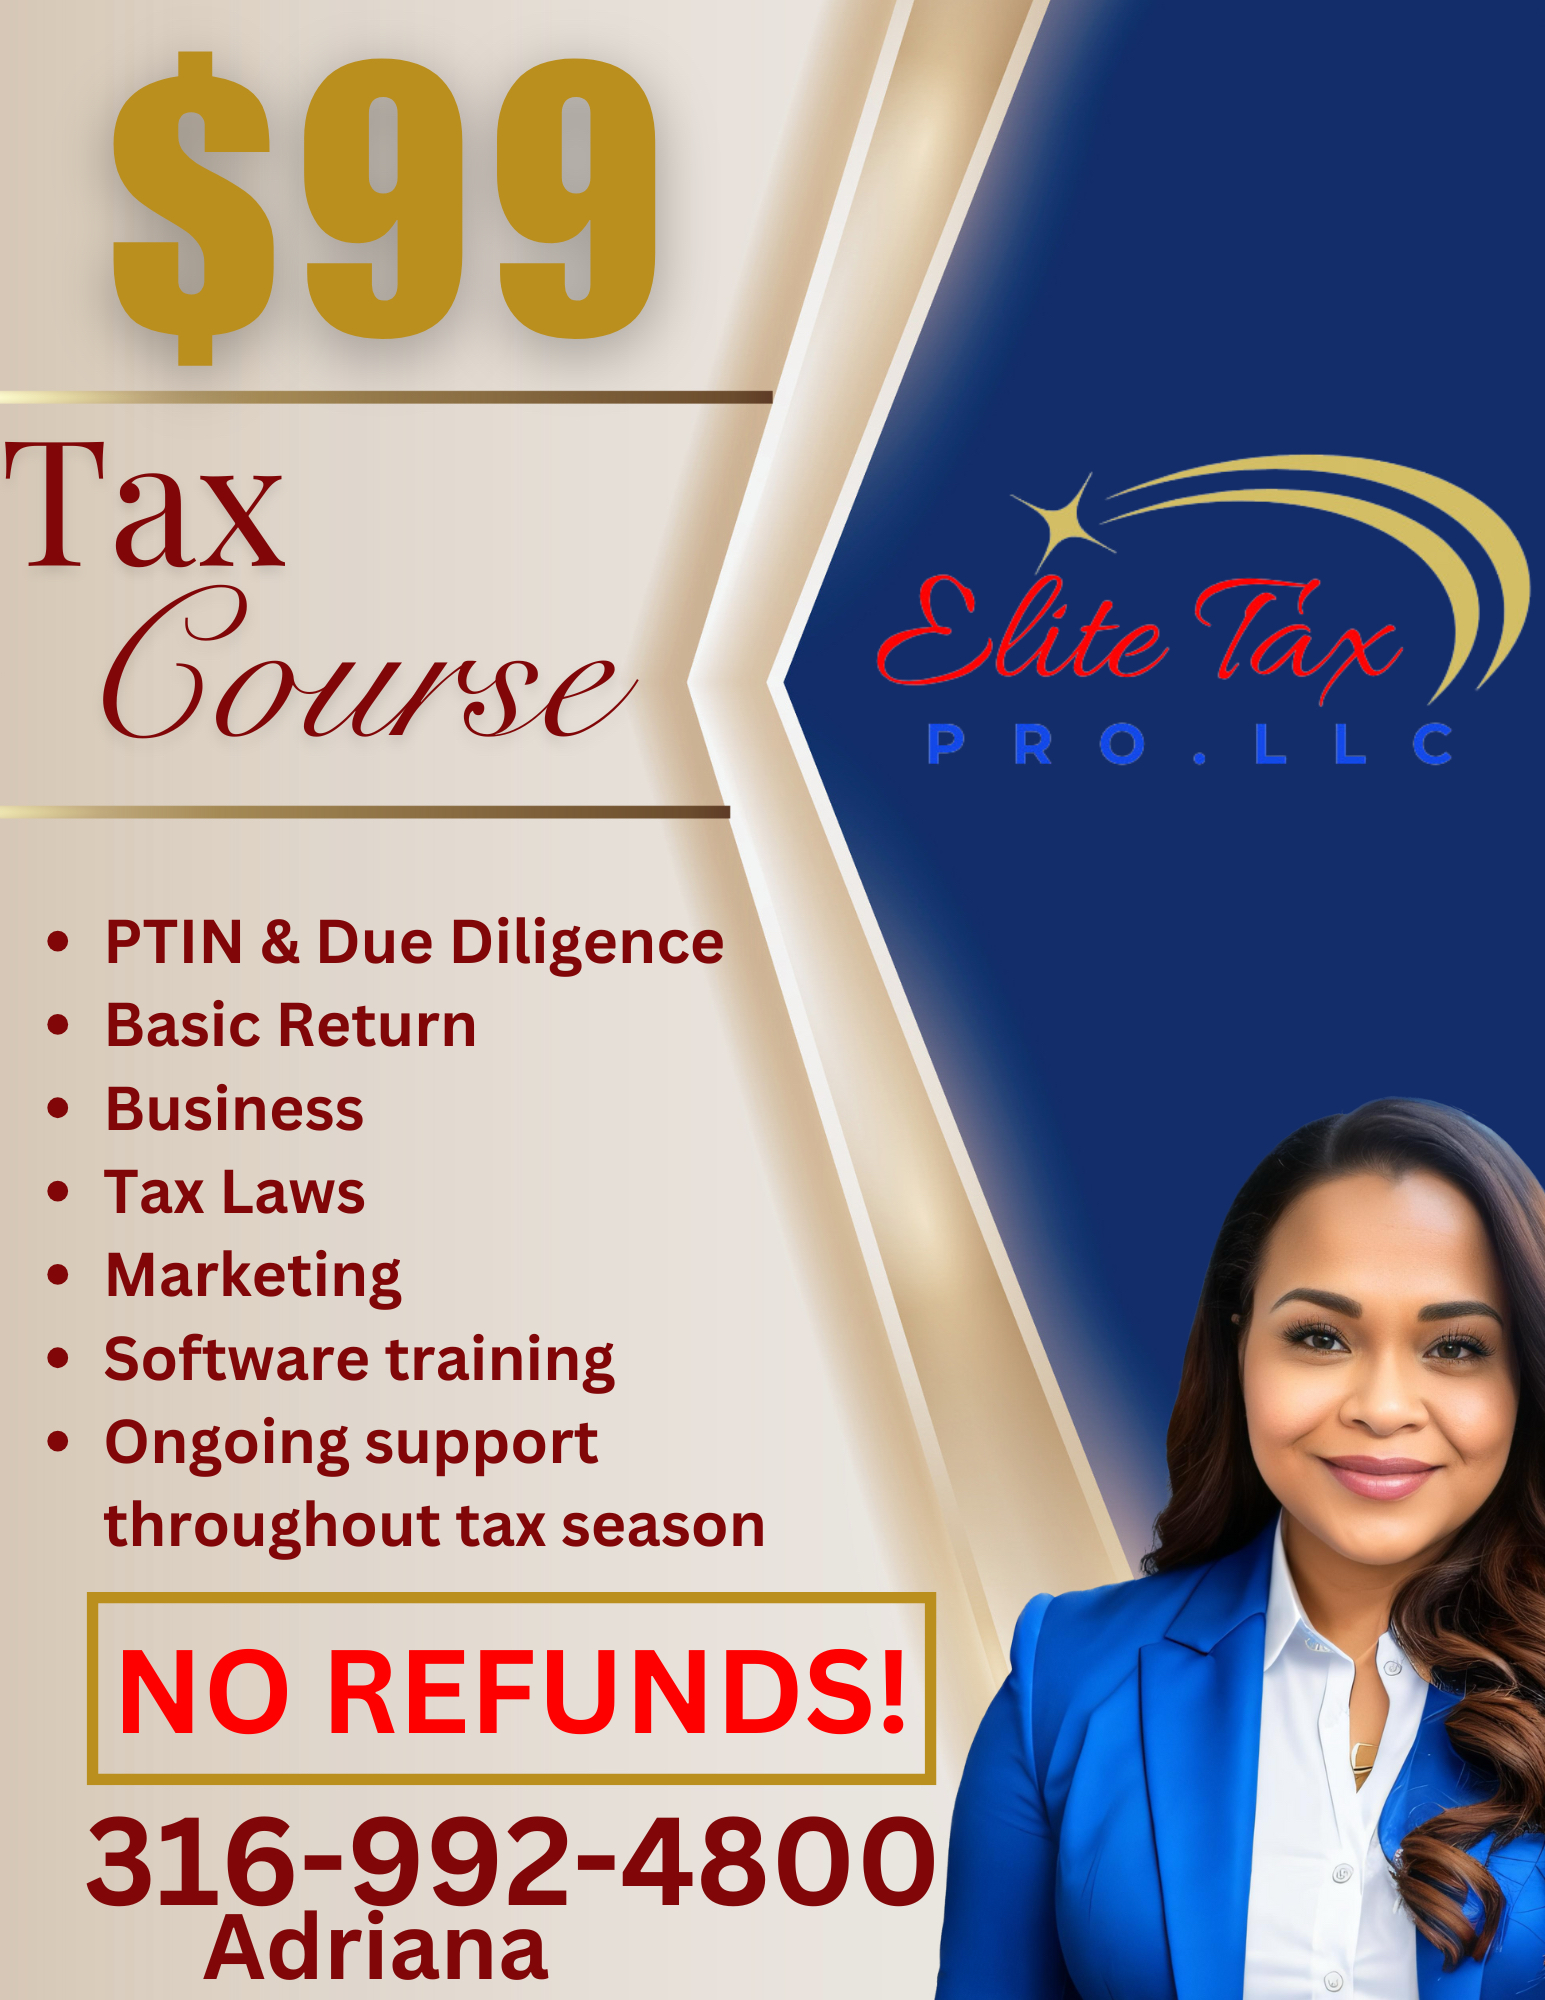 $99
Tax
Course
Elite Tax
PRO.LLC
• PTIN & Due Diligence
• Basic Return
• Business
• Tax Laws
• Marketing
• Software training
• Ongoing support
throughout tax season
NO REFUNDS!
316-992-4800
Adriana